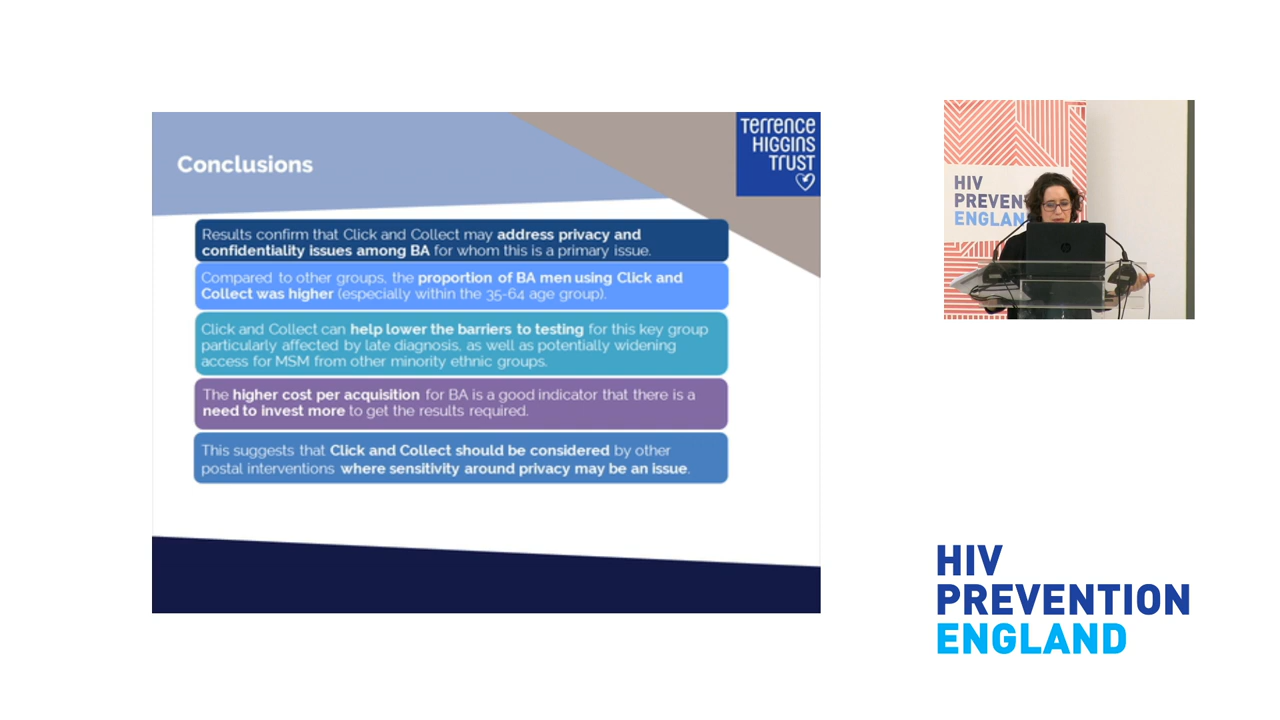 Conclusions
Terrence
HIGGINS
TRUST
Results confirm that Click and Collect may address privacy and
confidentiality issues among BA for whom this is a primary issue.
Compared to other groups, the proportion of BA men using Click and
Collect was higher (especially within the 35-64 age group).
Click and Collect can help lower the barriers to testing for this key group
particularly affected by late diagnosis, as well as potentially widening
access for MSM from other minority ethnic groups.
The higher cost per acquisition for BA is a good indicator that there is a
need to invest more to get the results required.
This suggests that Click and Collect should be considered by other
postal interventions where sensitivity around privacy may be an issue.
HIV
PREVEN
ENGLAN
HIV
PREVENTION
ENGLAND